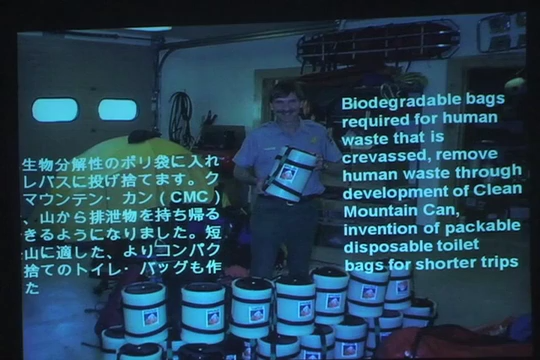 生物分解性のポリ袋に入れ
レバスに投げ捨てます。ク
マウンテン・カン（CMC）
、山から排泄物を持ち帰る
きるようになりました。短
山に適した、よりコンパク
捨てのトイレ・バッグも作
た
Biodegradable bags
required for human
waste that is
crevassed, remove
human waste through
development of Clean
Mountain Can,
invention of packable
disposable toilet
bags for shorter trips